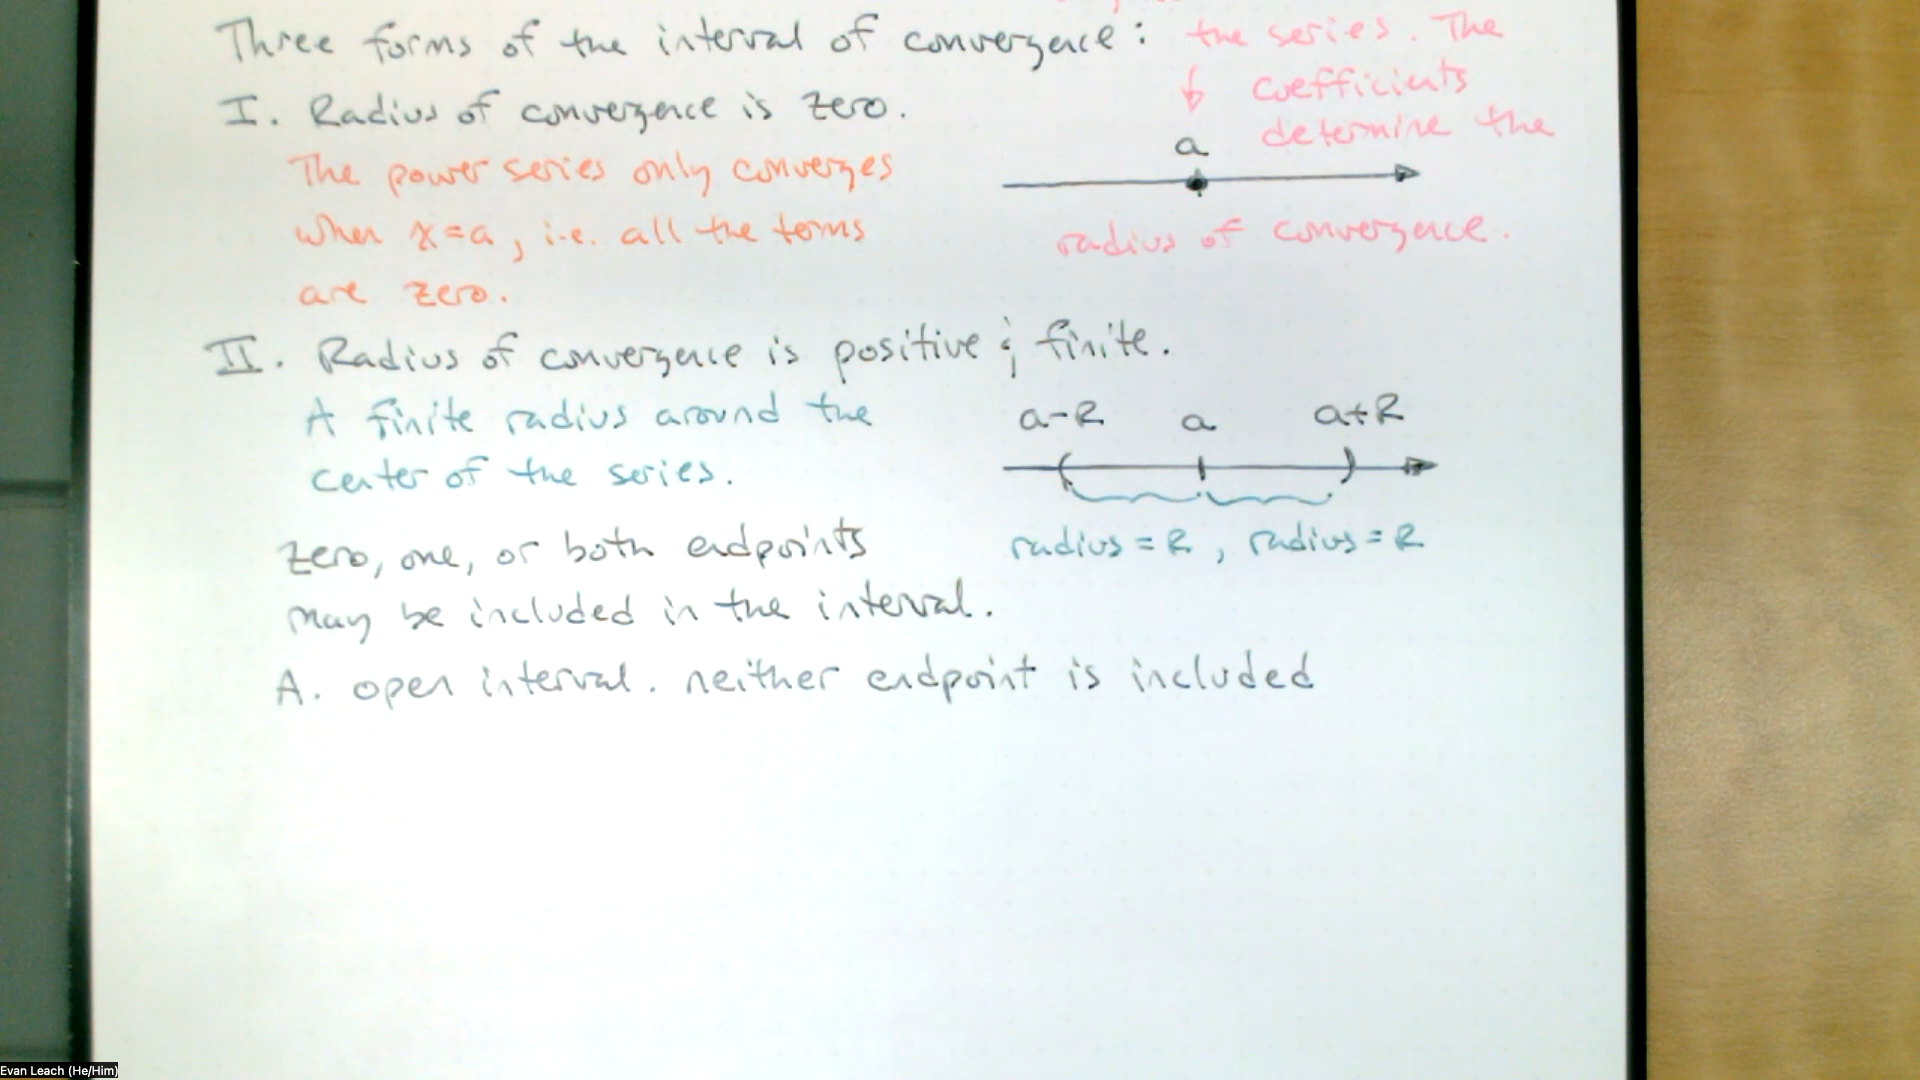 Three forms of the interval of convergence:
the series. The
coefficients
determine the
radius of convergence.
a
I. Radius of convergence is zero.
The power series only converges
when x=a, i.e. all the terms
are zero.
II. Radius of convergence is positive & finite.
A finite radius around the
center of the series.
a-R a a+R
radius = R, radius = R
zero, one, or both endpoints
may be included in the interval.
A. open interval. neither endpoint is included
Evan Leach (He/Him)